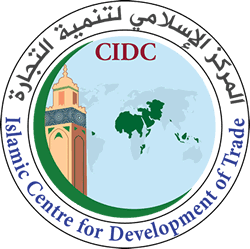 المركز الإسلامي لتنمية التجارة
CIDC
Islamic Centre for Development of Trade